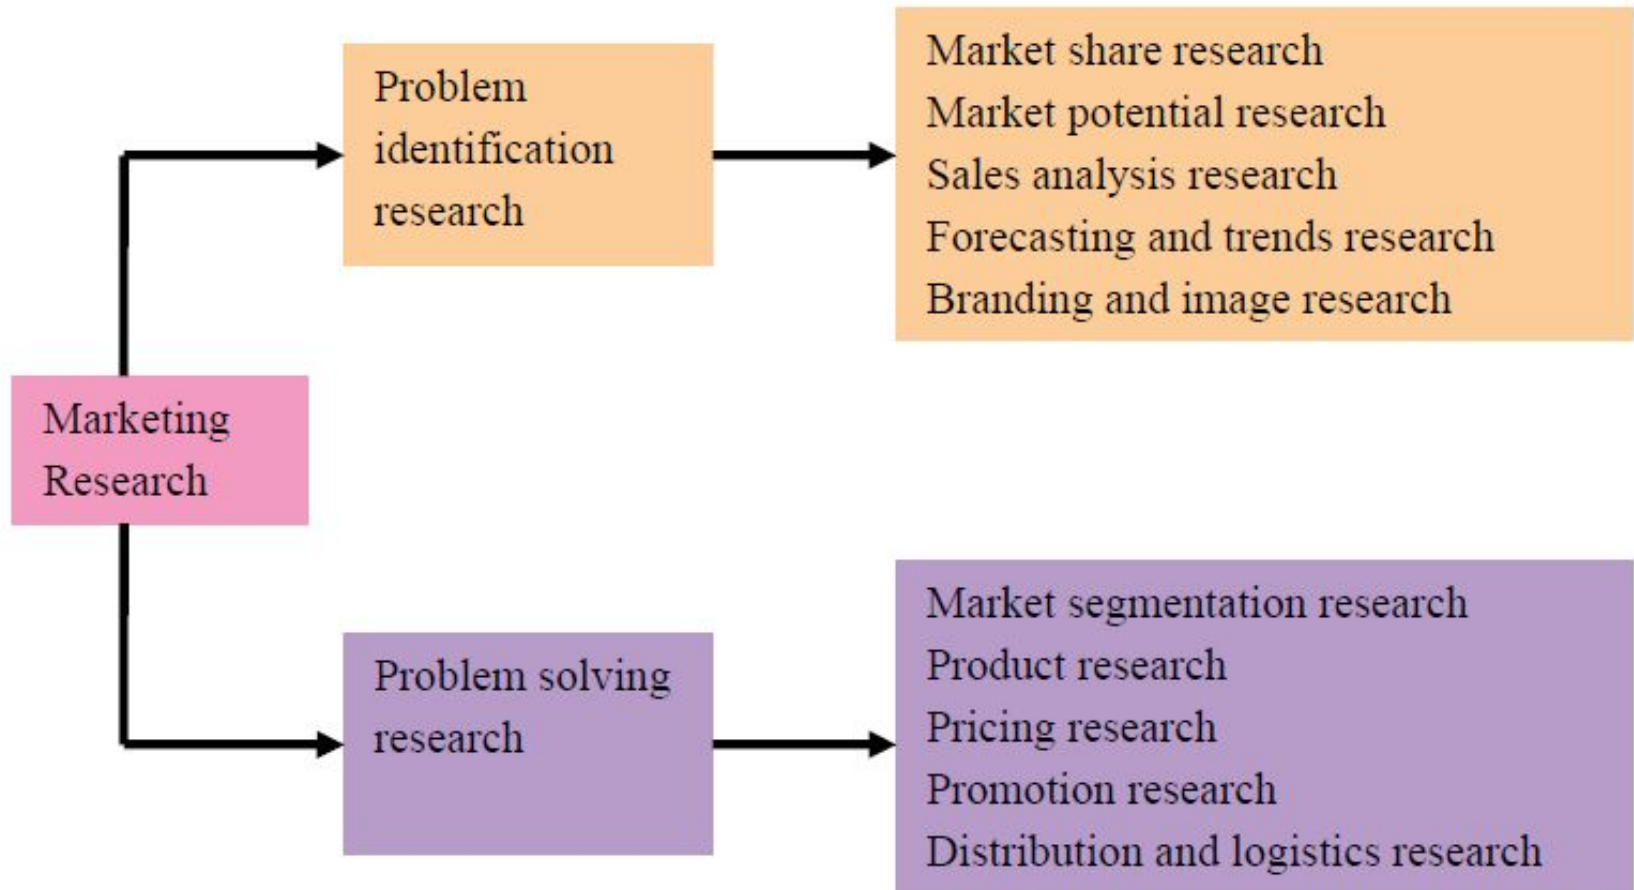 Marketing
Research
Problem
identification
research
Market share research
Market potential research
Sales analysis research
Forecasting and trends research
Branding and image research
Problem solving
research
Market segmentation research
Product research
Pricing research
Promotion research
Distribution and logistics research